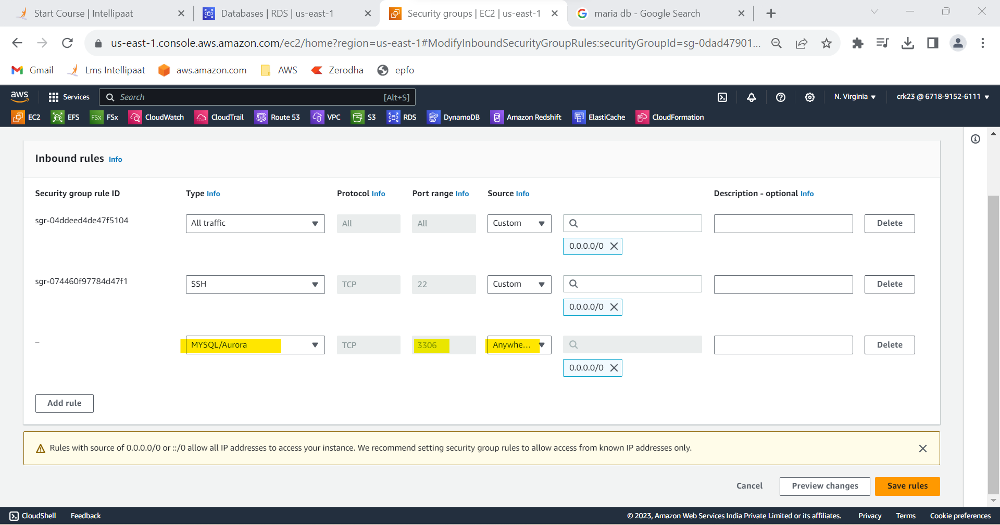 Start Course | Intellipaat
Databases | RDS | us-east-1
Security groups | EC2 | us-east-1
maria db - Google Search
us-east-1.console.aws.amazon.com/ec2/home?region=us-east-1#ModifyInboundSecurityGroupRules:securityGroupId=sg-0dad47901...
Gmail
Lms Intellipaat
aws.amazon.com
AWS
Zerodha
epfo
aws
Services
Search
[Alt+S]
N. Virginia
crk23 @ 6718-9152-6111
EC2
EFS
FSx
FSx
CloudWatch
CloudTrail
Route 53
VPC
S3
RDS
DynamoDB
Amazon Redshift
ElastiCache
CloudFormation
Inbound rules Info
Security group rule ID
Type Info
Protocol Info
Port range Info
Source Info
Description - optional Info
sgr-04ddeed4de47f5104
All traffic
All
All
Custom
Delete
0.0.0.0/0
sgr-074460f97784d47f1
SSH
TCP
22
Custom
Delete
0.0.0.0/0
–
MYSQL/Aurora
TCP
3306
Anywhe...
Delete
0.0.0.0/0
Add rule
Rules with source of 0.0.0.0/0 or ::/0 allow all IP addresses to access your instance. We recommend setting security group rules to allow access from known IP addresses only.
Cancel
Preview changes
Save rules
CloudShell
Feedback
© 2023, Amazon Web Services India Private Limited or its affiliates.
Privacy
Terms
Cookie preferences